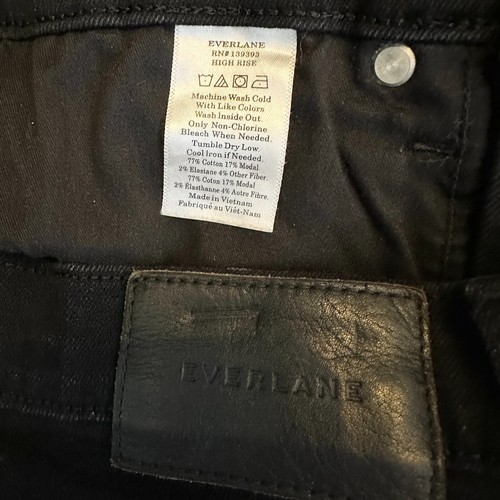 EVERLANE
RN# 139393
HIGH RISE
Machine Wash Cold
With Like Colors
Wash Inside Out.
Only Non-Chlorine
Bleach When Needed.
Tumble Dry Low.
Cool Iron if Needed.
77% Cotton 17% Modal
2% Elastane 4% Other Fiber.
77% Coton 17% Modal
2% Élasthanne 4% Autre Fibre.
Made in Vietnam
Fabriqué au Viêt-Nam
EVERLANE